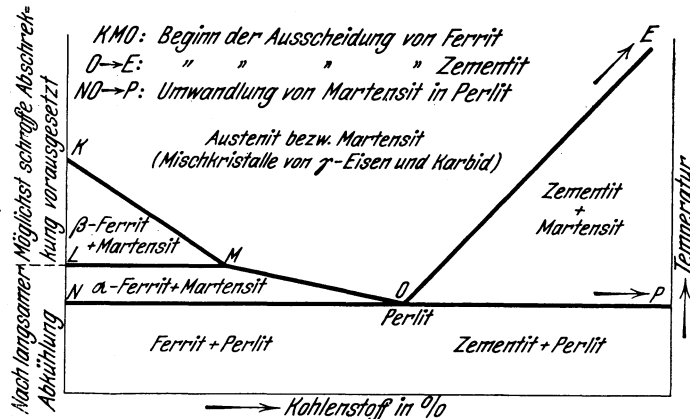 KMO: Beginn der Ausscheidung von Ferrit
O→E: " " " " Zementit
NO→P: Umwandlung von Martensit in Perlit
E
K
Austenit bezw. Martensit
(Mischkristalle von γ-Eisen und Karbid)
Zementit
+
Martensit
β-Ferrit
+Martensit
L
M
N
α-Ferrit+Martensit
O
P
Perlit
Ferrit + Perlit
Zementit + Perlit
Kohlenstoff in %
Temperatur
Möglichst schroffe Abschrek=
kung vorausgesetzt
Nach langsamer
Abkühlung